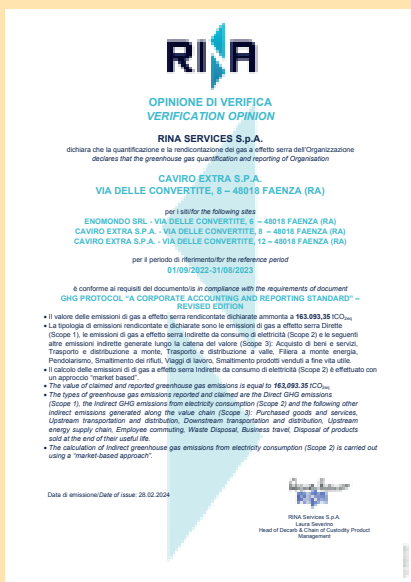 RINA
OPINIONE DI VERIFICA
VERIFICATION OPINION
RINA SERVICES S.p.A.
dichiara che la quantificazione e la rendicontazione dei gas a effetto serra dell'Organizzazione
declares that the greenhouse gas quantification and reporting of Organisation
CAVIRO EXTRA S.P.A.
VIA DELLE CONVERTITE, 8 – 48018 FAENZA (RA)
per i siti/for the following sites
ENOMONDO SRL - VIA DELLE CONVERTITE, 6 – 48018 FAENZA (RA)
CAVIRO EXTRA S.P.A. - VIA DELLE CONVERTITE, 8 – 48018 FAENZA (RA)
CAVIRO EXTRA S.P.A. - VIA DELLE CONVERTITE, 12 – 48018 FAENZA (RA)
per il periodo di riferimento/for the reference period
01/09/2022-31/08/2023
è conforme ai requisiti del documento/is in compliance with the requirements of document
GHG PROTOCOL “A CORPORATE ACCOUNTING AND REPORTING STANDARD” –
REVISED EDITION
• Il valore delle emissioni di gas a effetto serra rendicontate dichiarate ammonta a 163.093,35 tCO2eq
• La tipologia di emissioni rendicontate e dichiarate sono le emissioni di gas a effetto serra Dirette
(Scope 1), le emissioni di gas a effetto serra Indirette da consumo di elettricità (Scope 2) e le seguenti
altre emissioni indirette generate lungo la catena del valore (Scope 3): Acquisto di beni e servizi,
Trasporto e distribuzione a monte, Trasporto e distribuzione a valle, Filiera a monte energia,
Pendolarismo, Smaltimento dei rifiuti, Viaggi di lavoro, Smaltimento prodotti venduti a fine vita utile.
• Il calcolo delle emissioni di di gas a effetto serra Indirette da consumo di elettricità (Scope 2) è effettuato con
un approccio “market based”.
• The value of claimed and reported greenhouse gas emissions is equal to 163,093.35 tCO2eq
• The types of greenhouse gas emissions reported and claimed are the Direct GHG emissions
(Scope 1), the Indirect GHG emissions from electricity consumption (Scope 2) and the following other
indirect emissions generated along the value chain (Scope 3): Purchased goods and services,
Upstream transportation and distribution, Downstream transportation and distribution, Upstream
energy supply chain, Employee commuting, Waste Disposal, Business travel, Disposal of products
sold at the end of their useful life.
• The calculation of Indirect greenhouse gas emissions from electricity consumption (Scope 2) is carried out
using a “market-based approach”.
Data di emissione/Date of issue: 28.02.2024
RINA Services S.p.A.
Laura Severino
Head of Decarb & Chain of Custodity Product
Management